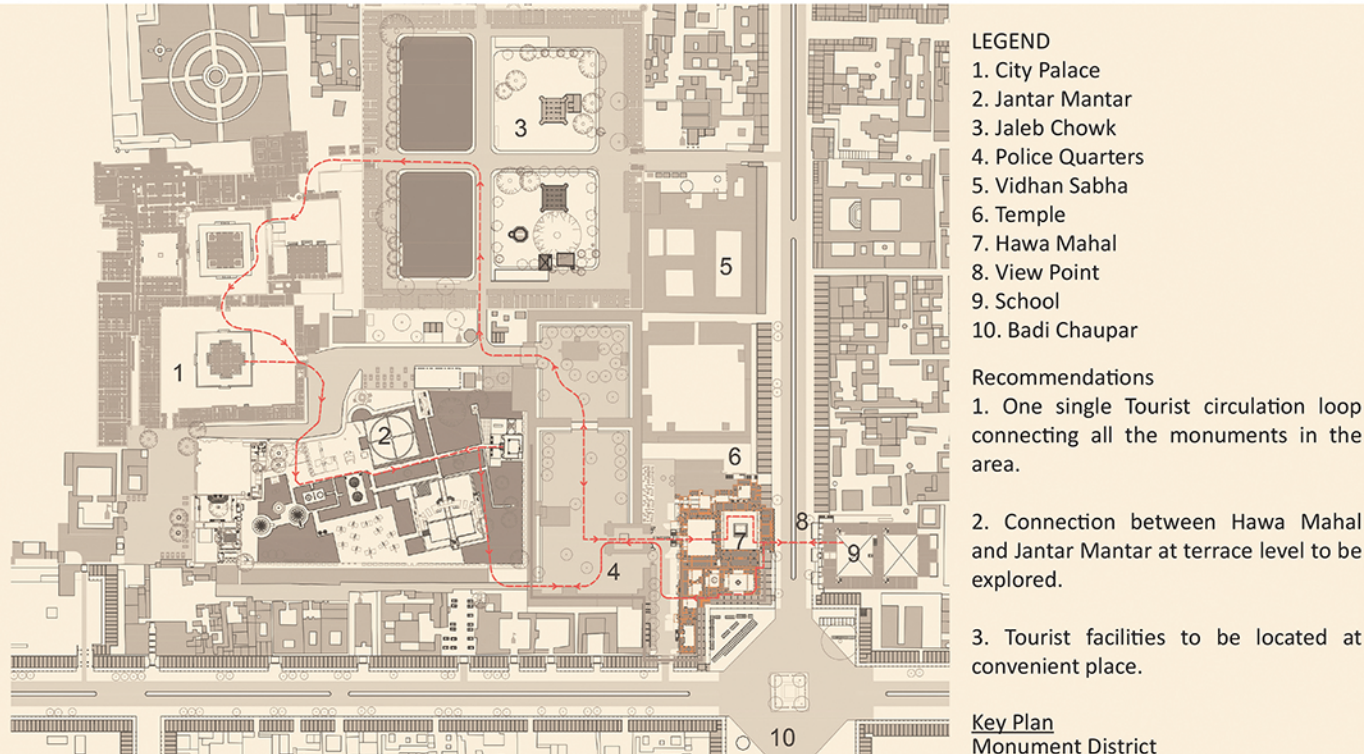 LEGEND
1. City Palace
2. Jantar Mantar
3. Jaleb Chowk
4. Police Quarters
5. Vidhan Sabha
6. Temple
7. Hawa Mahal
8. View Point
9. School
10. Badi Chaupar
Recommendations
1. One single Tourist circulation loop
connecting all the monuments in the
area.
2. Connection between Hawa Mahal
and Jantar Mantar at terrace level to be
explored.
3. Tourist facilities to be located at
convenient place.
Key Plan
Monument District
3
5
1
2
6
8
7
9
4
10